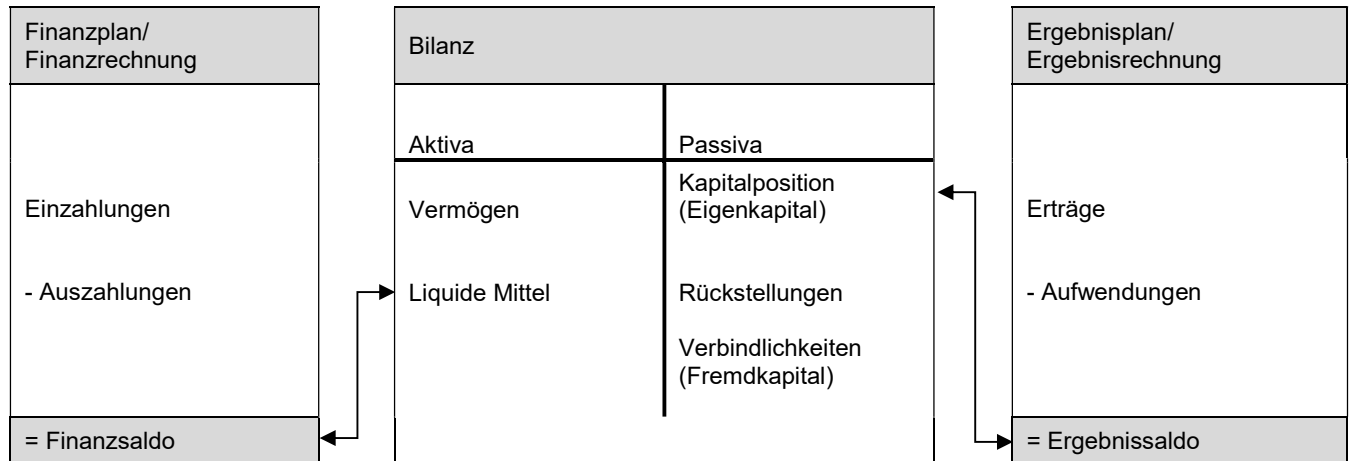 Finanzplan/
Finanzrechnung
Einzahlungen
- Auszahlungen
= Finanzsaldo
Bilanz
Aktiva
Passiva
Vermögen
Kapitalposition
(Eigenkapital)
Liquide Mittel
Rückstellungen
Verbindlichkeiten
(Fremdkapital)
Ergebnisplan/
Ergebnisrechnung
Erträge
- Aufwendungen
= Ergebnissaldo